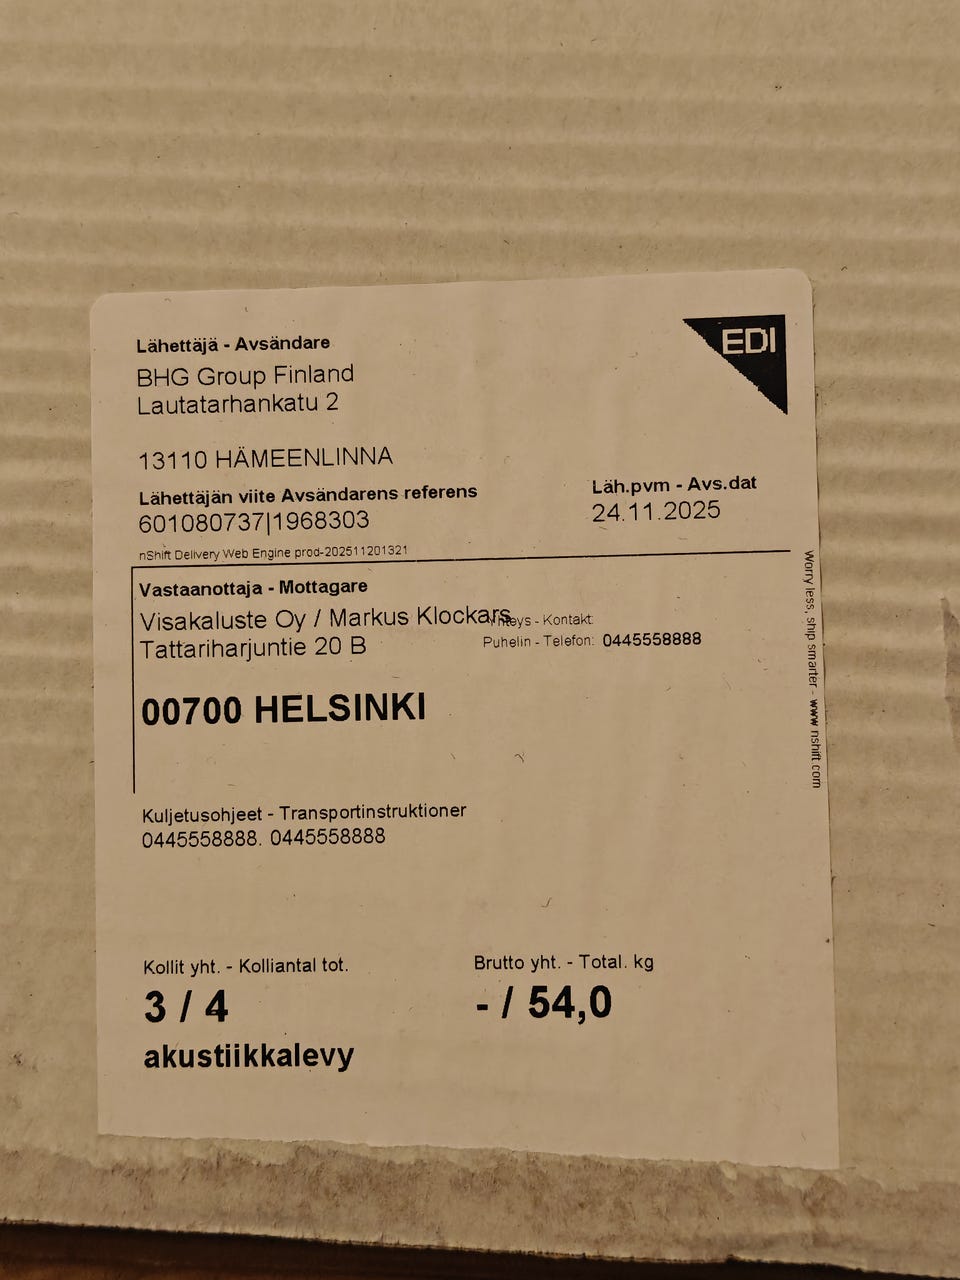 EDI
Lähettäjä - Avsändare
BHG Group Finland
Lautatarhankatu 2
13110 HÄMEENLINNA
Lähettäjän viite Avsändarens referens
601080737|1968303
Läh.pvm - Avs.dat
24.11.2025
nShift Delivery Web Engine prod-202511201321
Vastaanottaja - Mottagare
Visakaluste Oy / Markus Klockars
Tattariharjuntie 20 B
Yhteys - Kontakt:
Puhelin - Telefon: 0445558888
00700 HELSINKI
Kuljetusohjeet - Transportinstruktioner
0445558888. 0445558888
Kollit yht. - Kolliantal tot.
3 / 4
Brutto yht. - Total. kg
- / 54,0
akustiikkalevy
Worry less, ship smarter - www.nshift.com